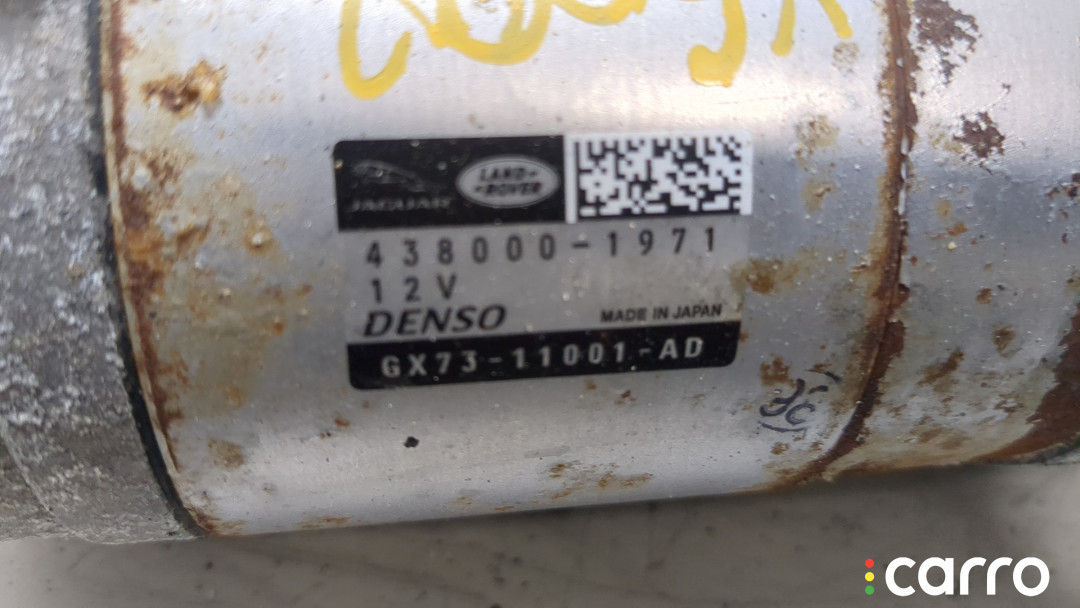 JAGUAR
LAND-
-ROVER
438000-1971
12V
DENSO
MADE IN JAPAN
GX73-11001-AD
carro